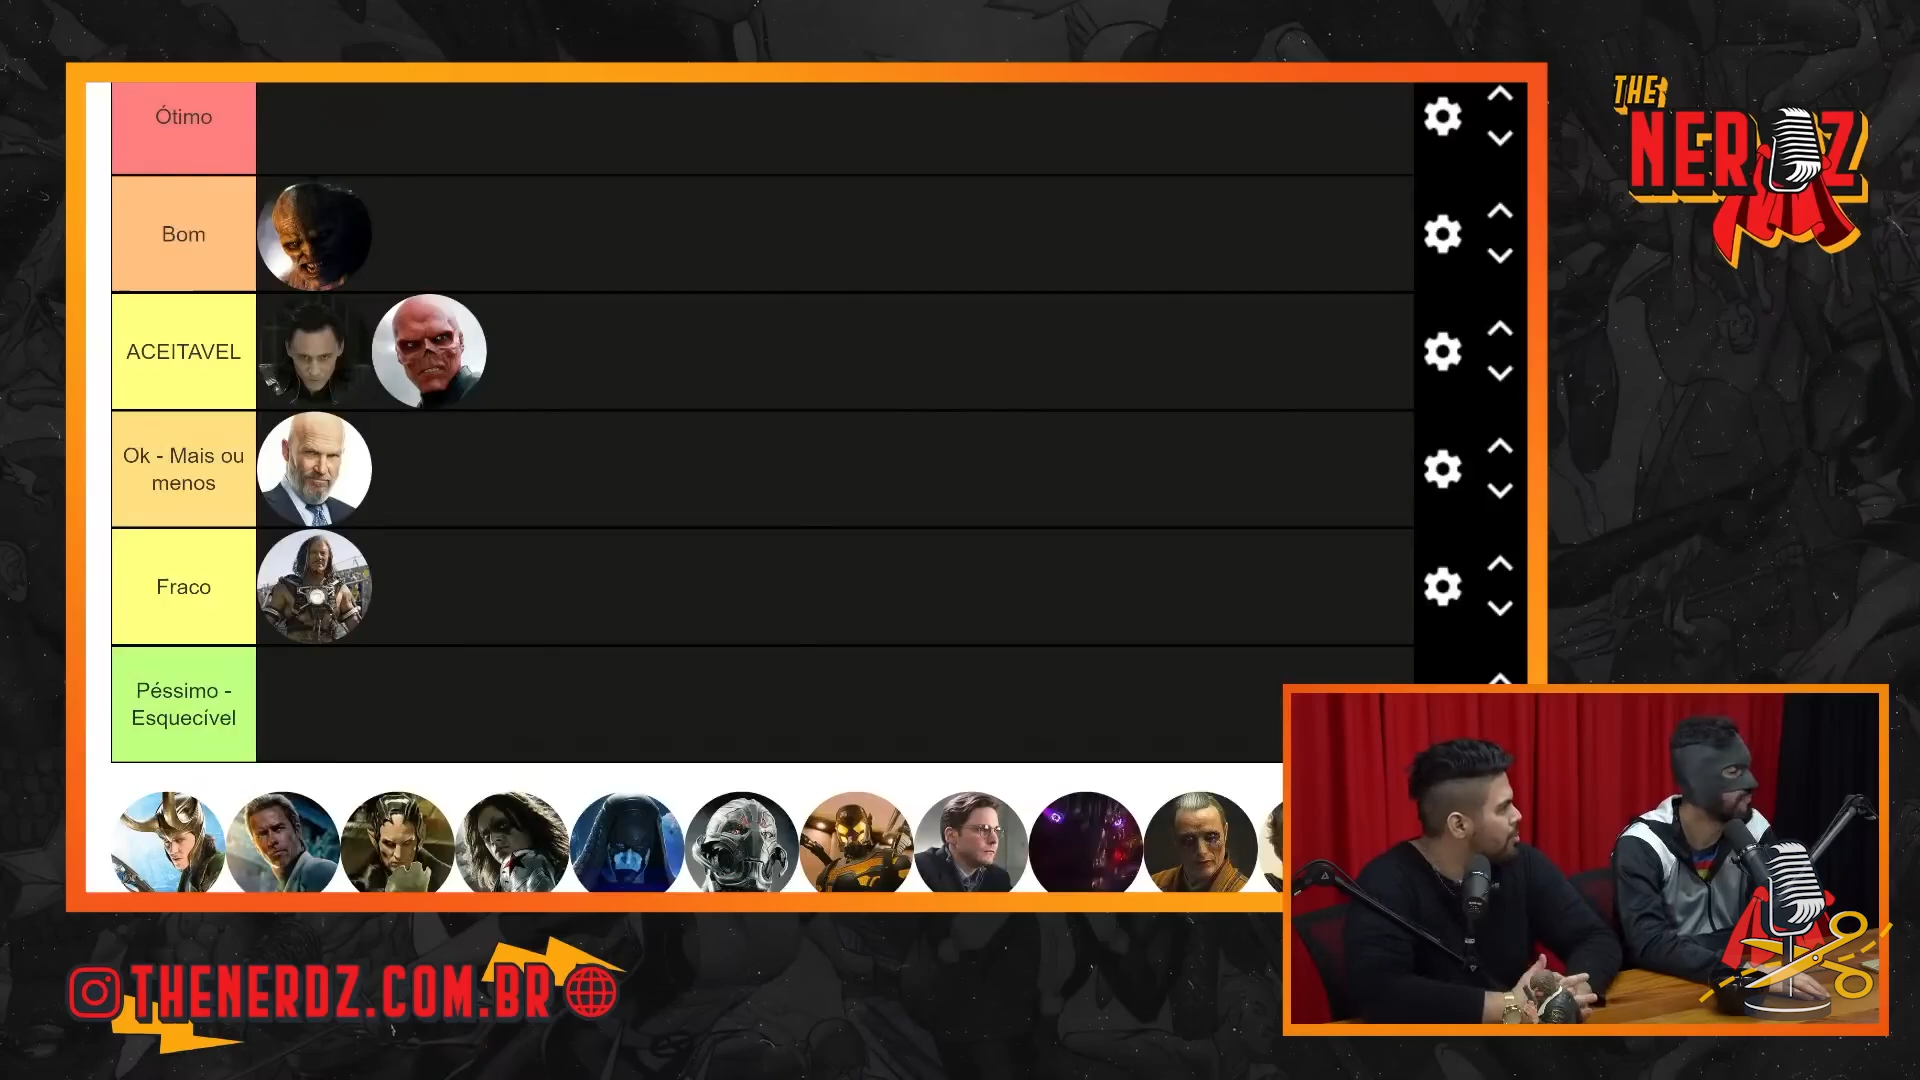 Ótimo
Bom
ACEITAVEL
Ok - Mais ou
menos
Fraco
Péssimo -
Esquecível
THE
NERDZ
THENERDZ.COM.BR